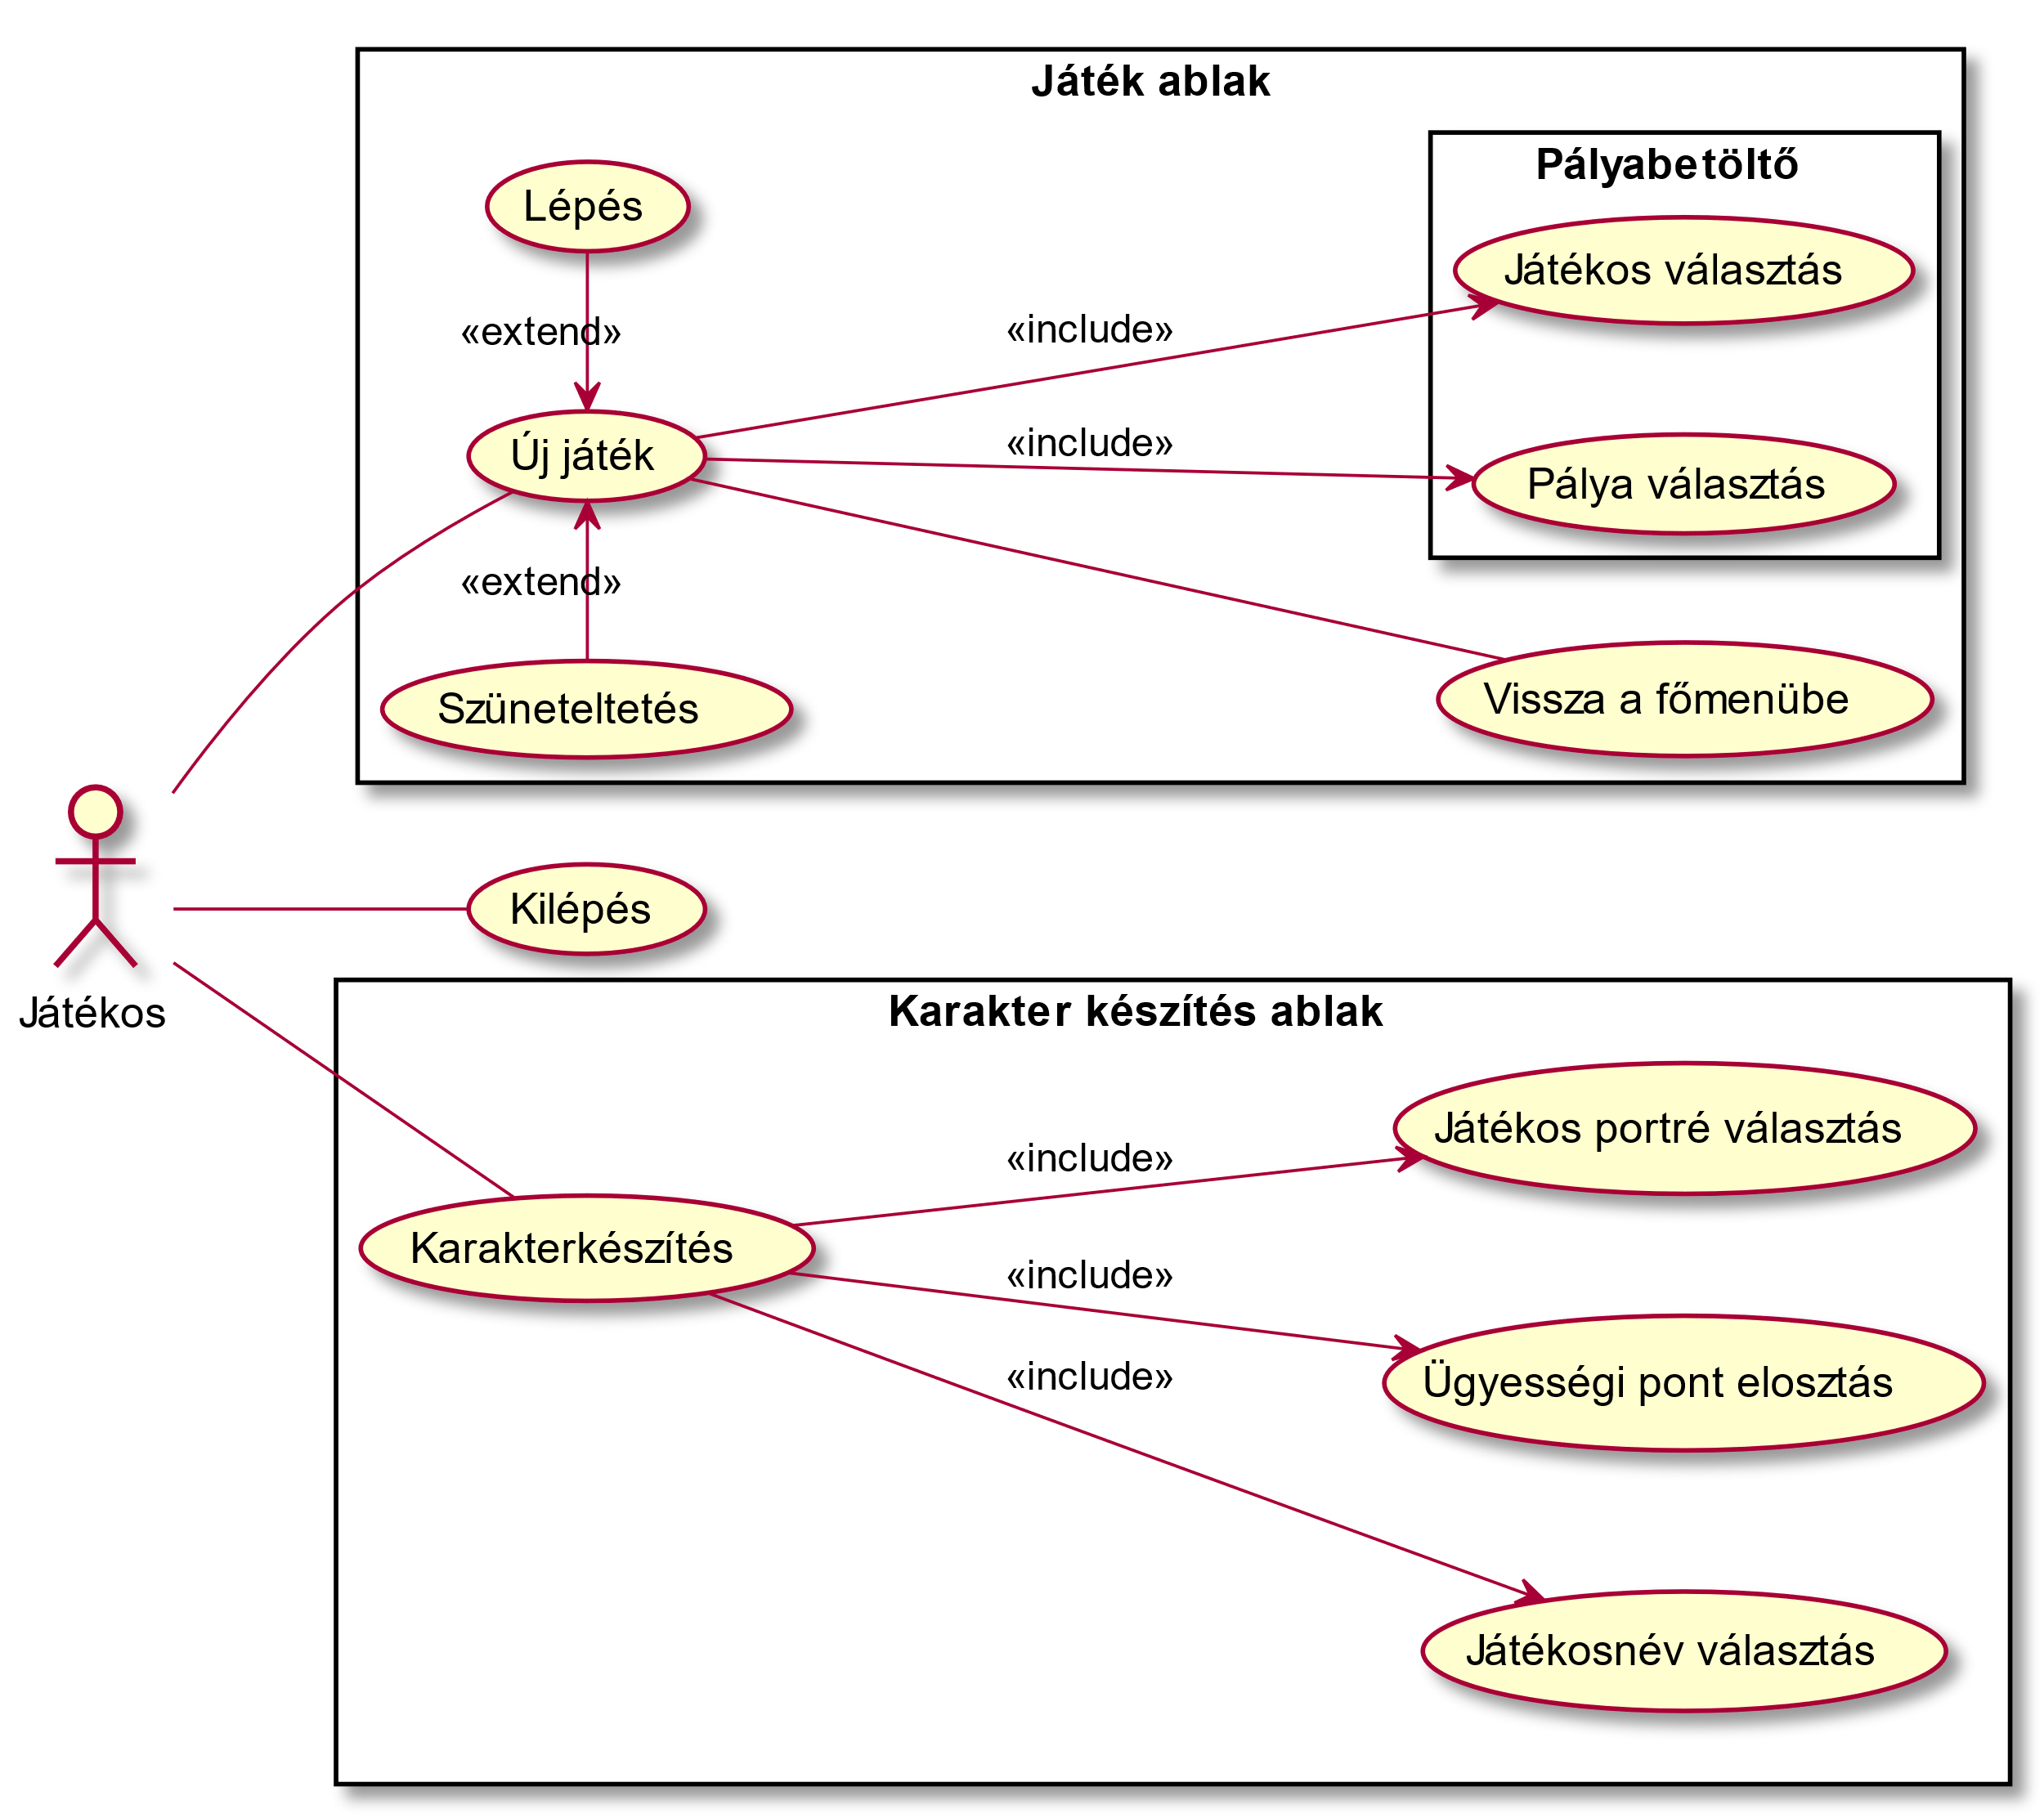 Játék ablak
Pályabetöltő
Lépés
Játékos választás
«extend»
«include»
«include»
Új játék
Pálya választás
«extend»
Szüneteltetés
Vissza a főmenübe
Kilépés
Játékos
Karakter készítés ablak
Játékos portré választás
«include»
Karakterkészítés
«include»
«include»
Ügyességi pont elosztás
Játékosnév választás